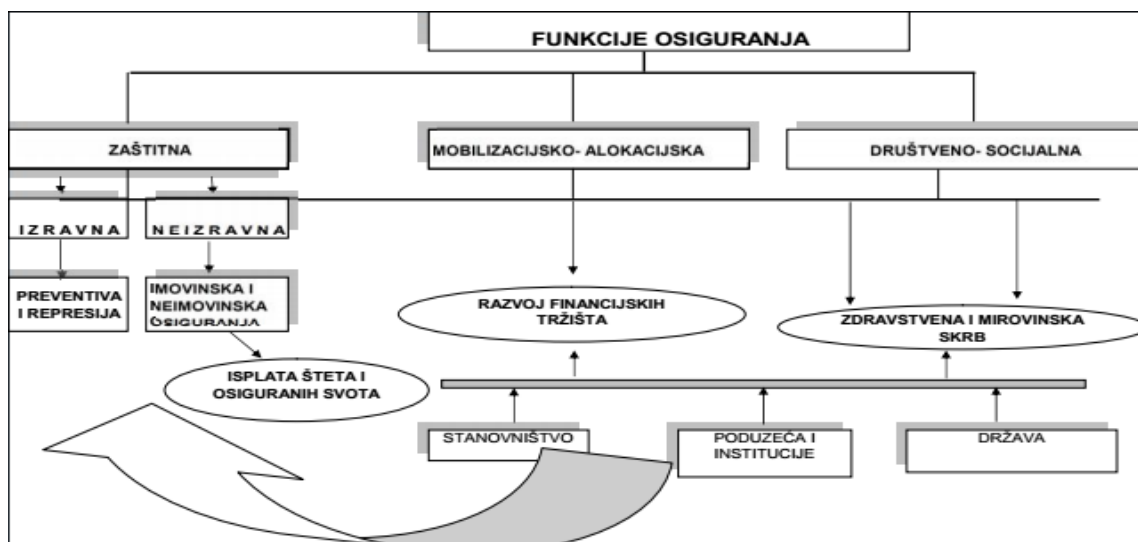 FUNKCIJE OSIGURANJA
ZAŠTITNA
MOBILIZACIJSKO- ALOKACIJSKA
DRUŠTVENO- SOCIJALNA
IZRAVNA
NEIZRAVNA
PREVENTIVA
I REPRESIJA
IMOVINSKA I
NEIMOVINSKA
OSIGURANJA
RAZVOJ FINANCIJSKIH
TRŽIŠTA
ZDRAVSTVENA I MIROVINSKA
SKRB
ISPLATA ŠTETA I
OSIGURANIH SVOTA
STANOVNIŠTVO
PODUZEĆA I
INSTITUCIJE
DRŽAVA